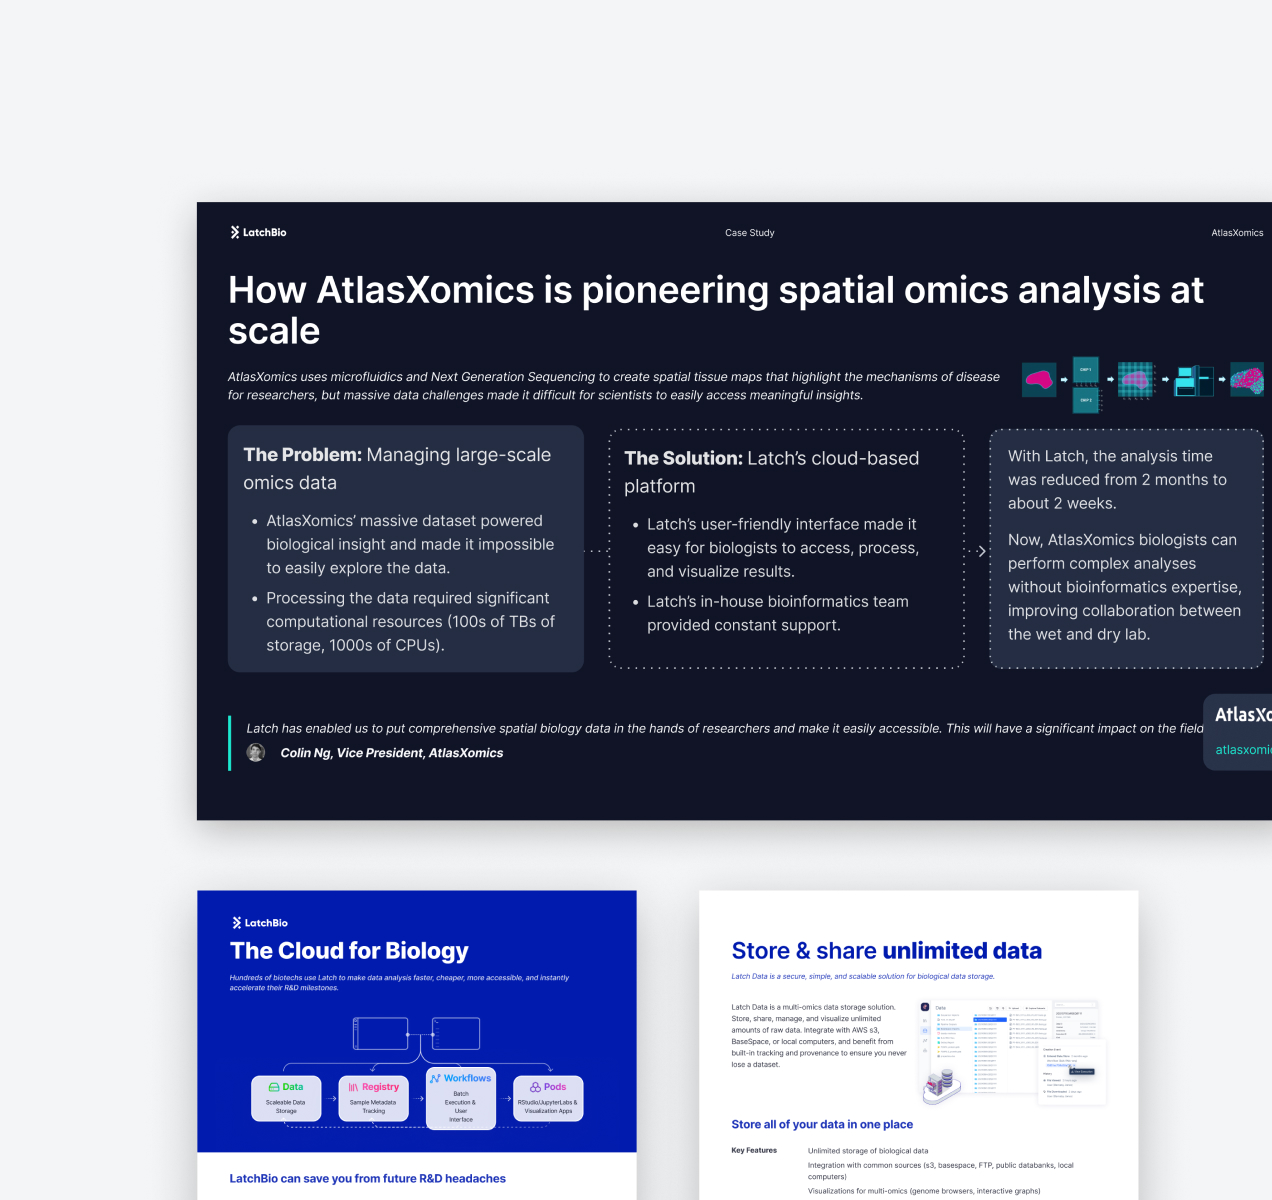 LatchBio
Case Study
AtlasXomics
How AtlasXomics is pioneering spatial omics analysis at
scale
AtlasXomics uses microfluidics and Next Generation Sequencing to create spatial tissue maps that highlight the mechanisms of disease
for researchers, but massive data challenges made it difficult for scientists to easily access meaningful insights.
CHIP 1
CHIP 2
The Problem: Managing large-scale
omics data
• AtlasXomics’ massive dataset powered
biological insight and made it impossible
to easily explore the data.
• Processing the data required significant
computational resources (100s of TBs of
storage, 1000s of CPUs).
The Solution: Latch’s cloud-based
platform
• Latch’s user-friendly interface made it
easy for biologists to access, process,
and visualize results.
• Latch’s in-house bioinformatics team
provided constant support.
With Latch, the analysis time
was reduced from 2 months to
about 2 weeks.
Now, AtlasXomics biologists can
perform complex analyses
without bioinformatics expertise,
improving collaboration between
the wet and dry lab.
Latch has enabled us to put comprehensive spatial biology data in the hands of researchers and make it easily accessible. This will have a significant impact on the field
Colin Ng, Vice President, AtlasXomics
AtlasXo
atlasxomic
LatchBio
The Cloud for Biology
Hundreds of biotechs use Latch to make data analysis faster, cheaper, more accessible, and instantly
accelerate their R&D milestones.
Data
Scaleable Data
Storage
Registry
Sample Metadata
Tracking
Workflows
Batch
Execution &
User
Interface
Pods
RStudio/JupyterLabs &
Visualization Apps
LatchBio can save you from future R&D headaches
Store & share unlimited data
Latch Data is a secure, simple, and scalable solution for biological data storage.
Latch Data is a multi-omics data storage solution.
Store, share, manage, and visualize unlimited
amounts of raw data. Integrate with AWS s3,
BaseSpace, or local computers, and benefit from
built-in tracking and provenance to ensure you never
lose a dataset.
Data
Store all of your data in one place
Key Features
Unlimited storage of biological data
Integration with common sources (s3, basespace, FTP, public databanks, local
computers)
Visualizations for multi-omics (genome browsers, interactive graphs)